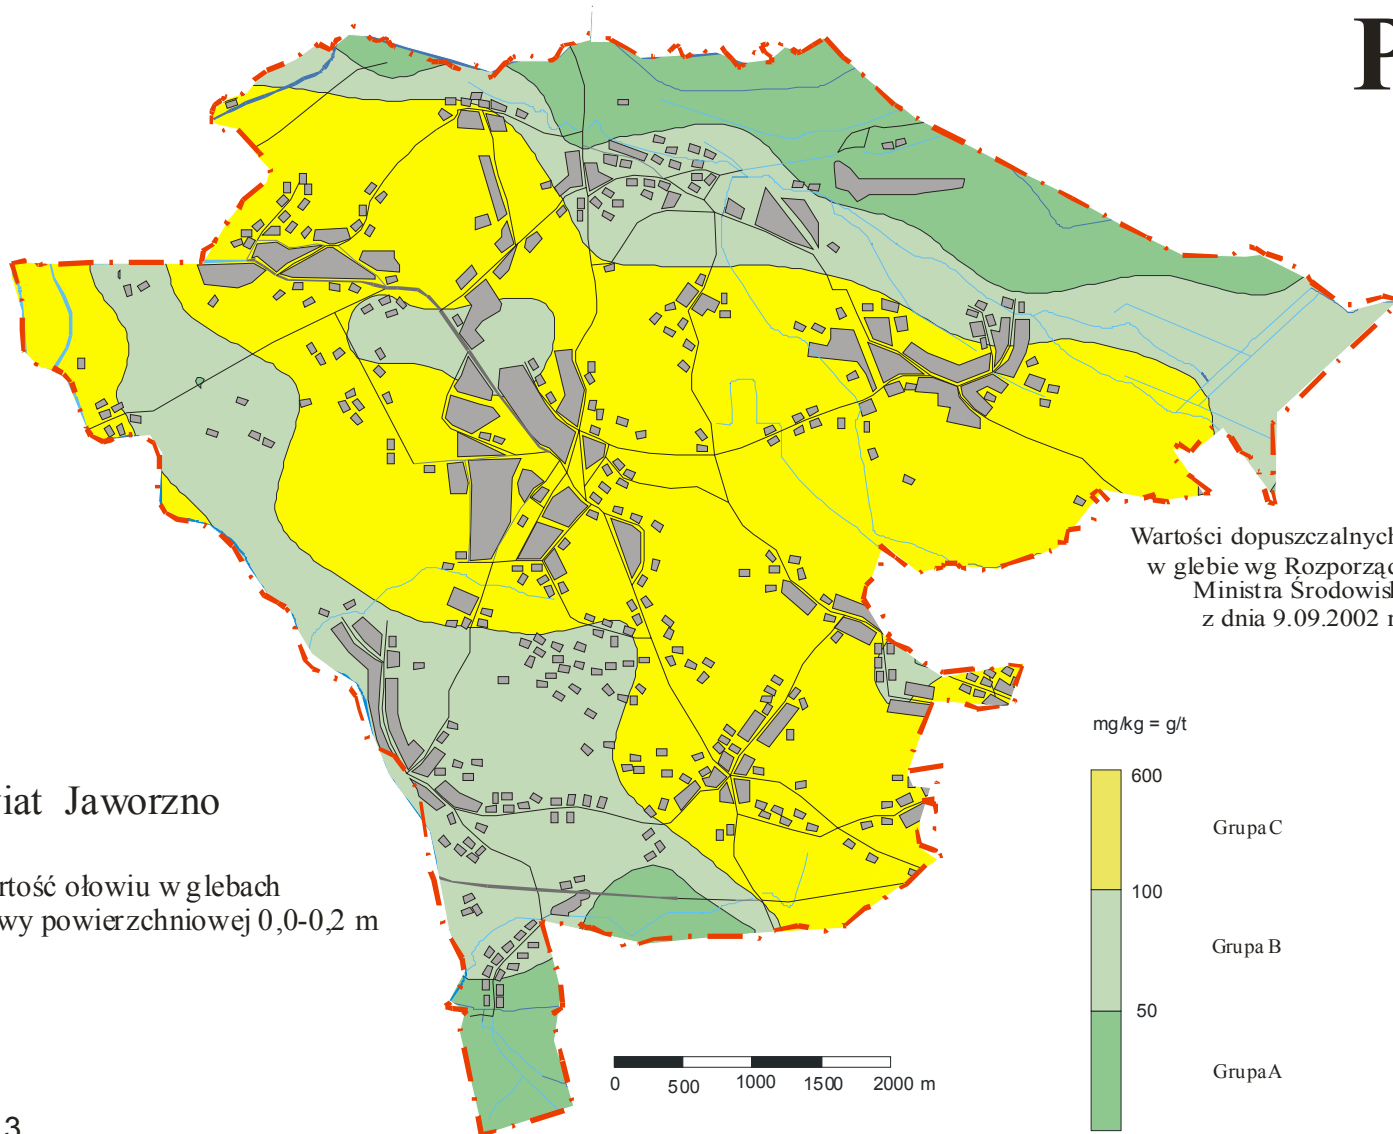 P
Wartości dopuszczalnych
w glebie wg Rozporząd
Ministra Środowisk
z dnia 9.09.2002 r
mg/kg = g/t
600
Grupa C
100
Grupa B
50
Grupa A
iat Jaworzno
rtość ołowiu w glebach
wy powierzchniowej 0,0-0,2 m
0 500 1000 1500 2000 m
3